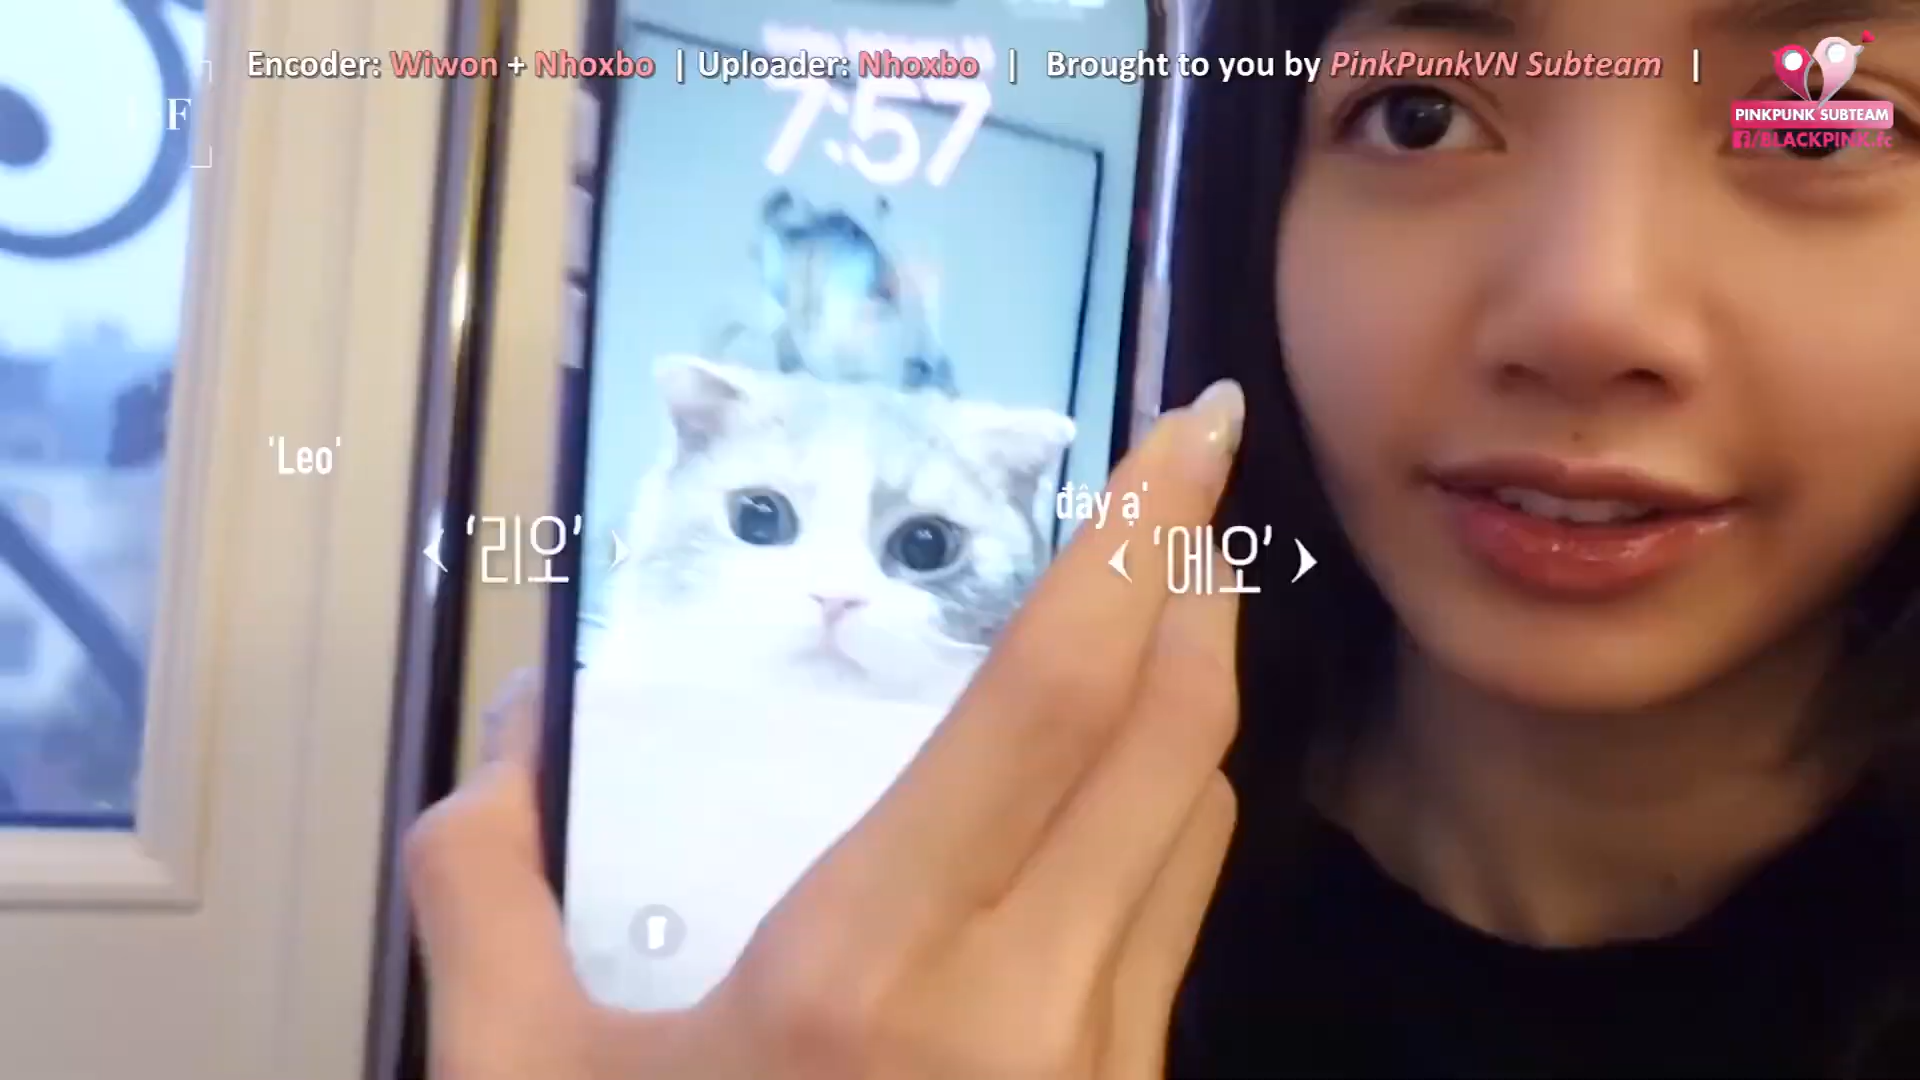 Encoder: Wiwon + Nhoxbo | Uploader: Nhoxbo | Brought to you by PinkPunkVN Subteam |
PINKPUNK SUBTEAM
f/BLACKPINK.fc
F
7:57
'Leo'
đây ạ'
‘리오’
‘에오’